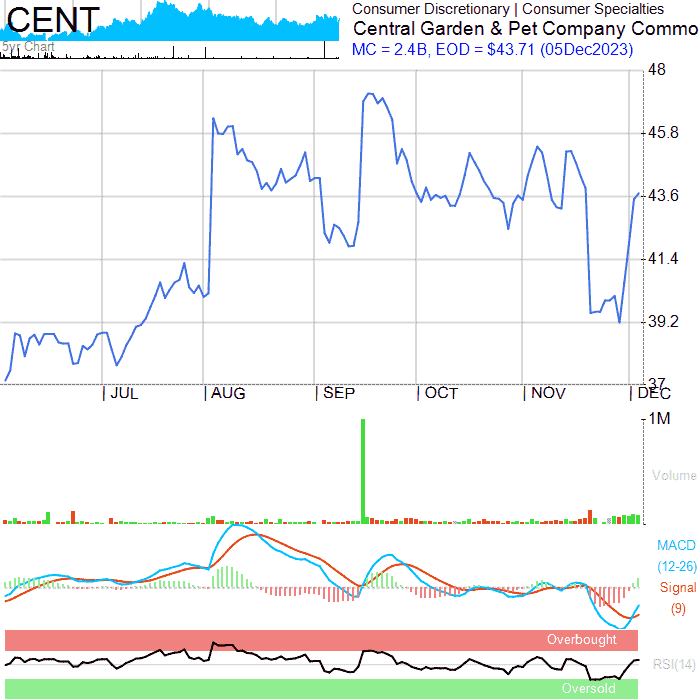 CENT
Consumer Discretionary | Consumer Specialties
Central Garden & Pet Company Commo
5yr Chart
MC = 2.4B, EOD = $43.71 (05Dec2023)
48
45.8
43.6
41.4
39.2
37
| JUL | AUG | SEP | OCT | NOV | DEC
1M
Volume
MACD
(12-26)
Signal
(9)
Overbought
RSI(14)
Oversold